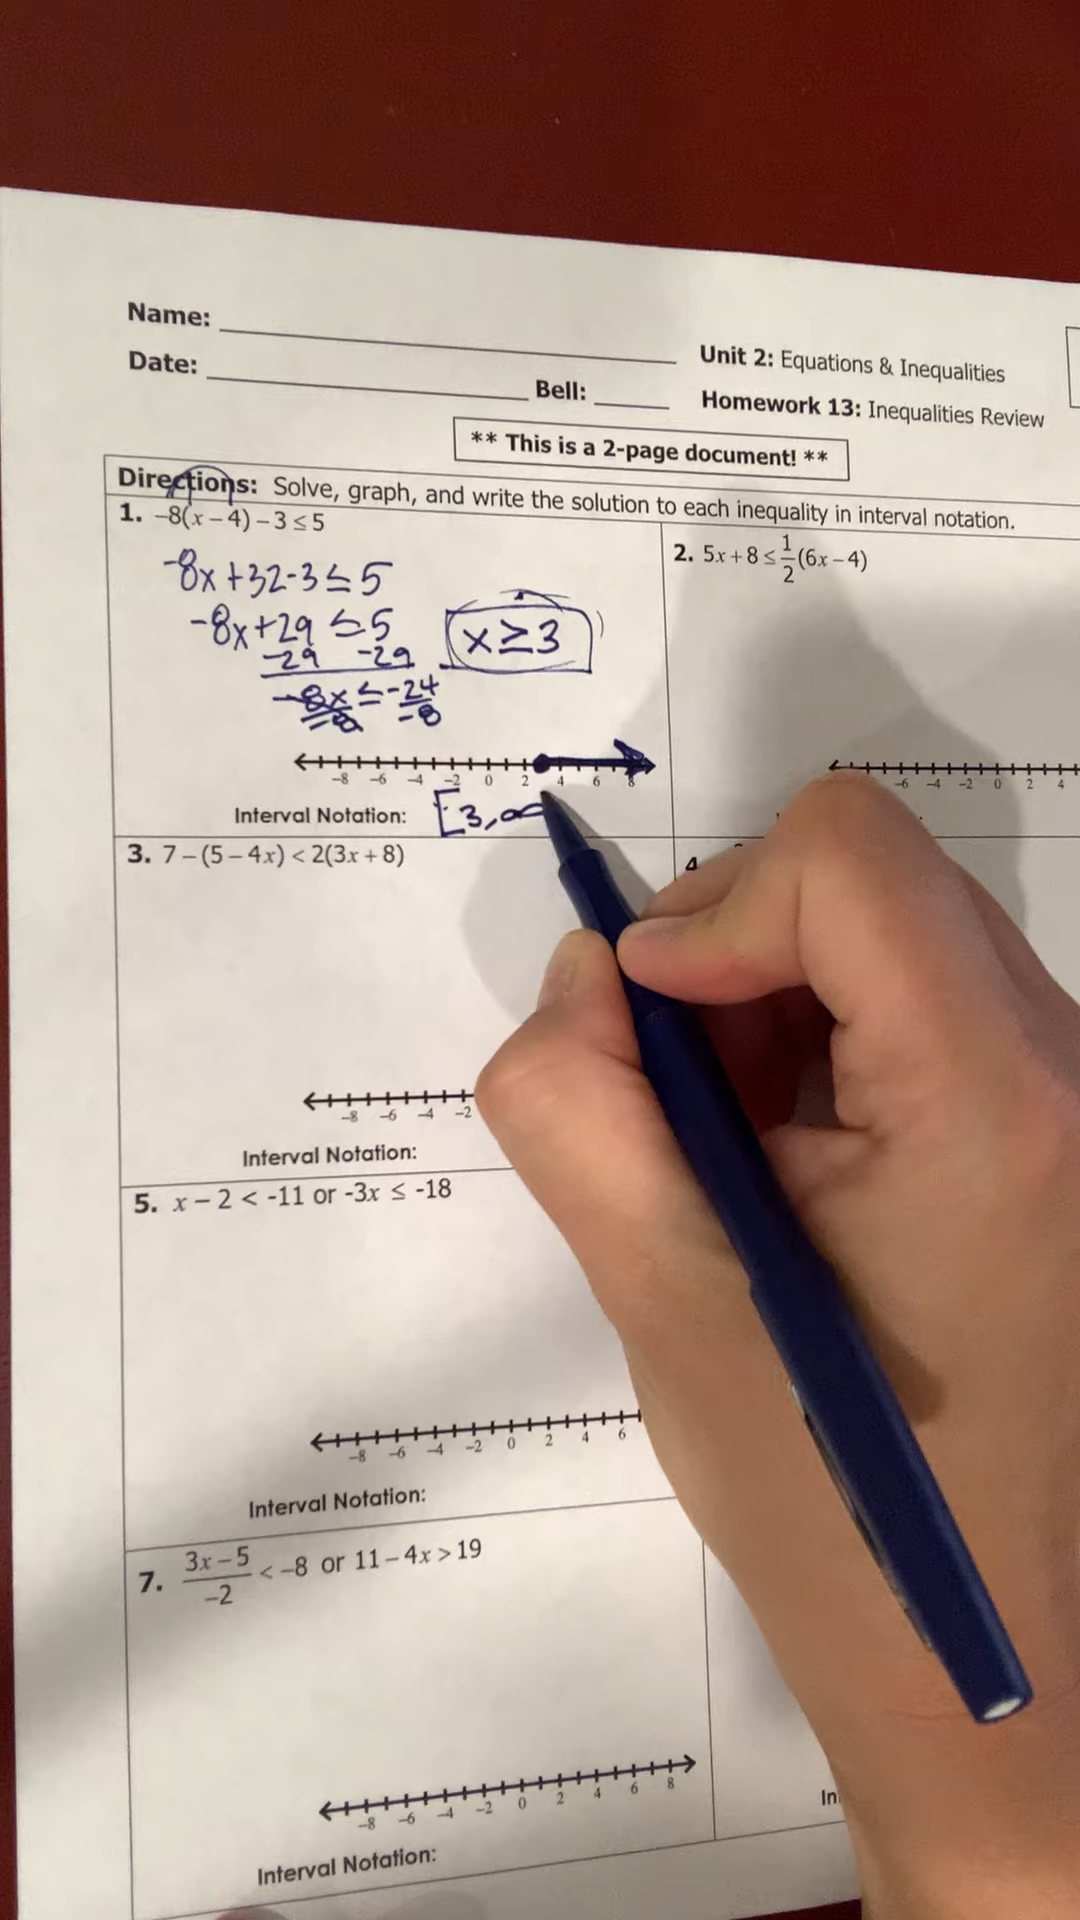 Name:
Date:
Bell:
Unit 2: Equations & Inequalities
Homework 13: Inequalities Review
** This is a 2-page document! **
Directions: Solve, graph, and write the solution to each inequality in interval notation.
1. -8(x-4)-3≤5
-8x+32-3≤5
-8x+29≤5
-29 -29
-8x≤-24
-8 -8
x≥3
-8 -6 -4 -2 0 2 4 6 8
Interval Notation: [3,∞
2. 5x+8≤1/2(6x-4)
-6 -4 -2 0 2 4
3. 7-(5-4x)<2(3x+8)
-8 -6 -4 -2
Interval Notation:
4
5. x-2 < -11 or -3x ≤ -18
-8 -6 -4 -2 0 2 4 6
Interval Notation:
7. (3x-5)/-2 < -8 or 11-4x>19
-8 -6 -4 -2 0 2 4 6 8
Interval Notation: